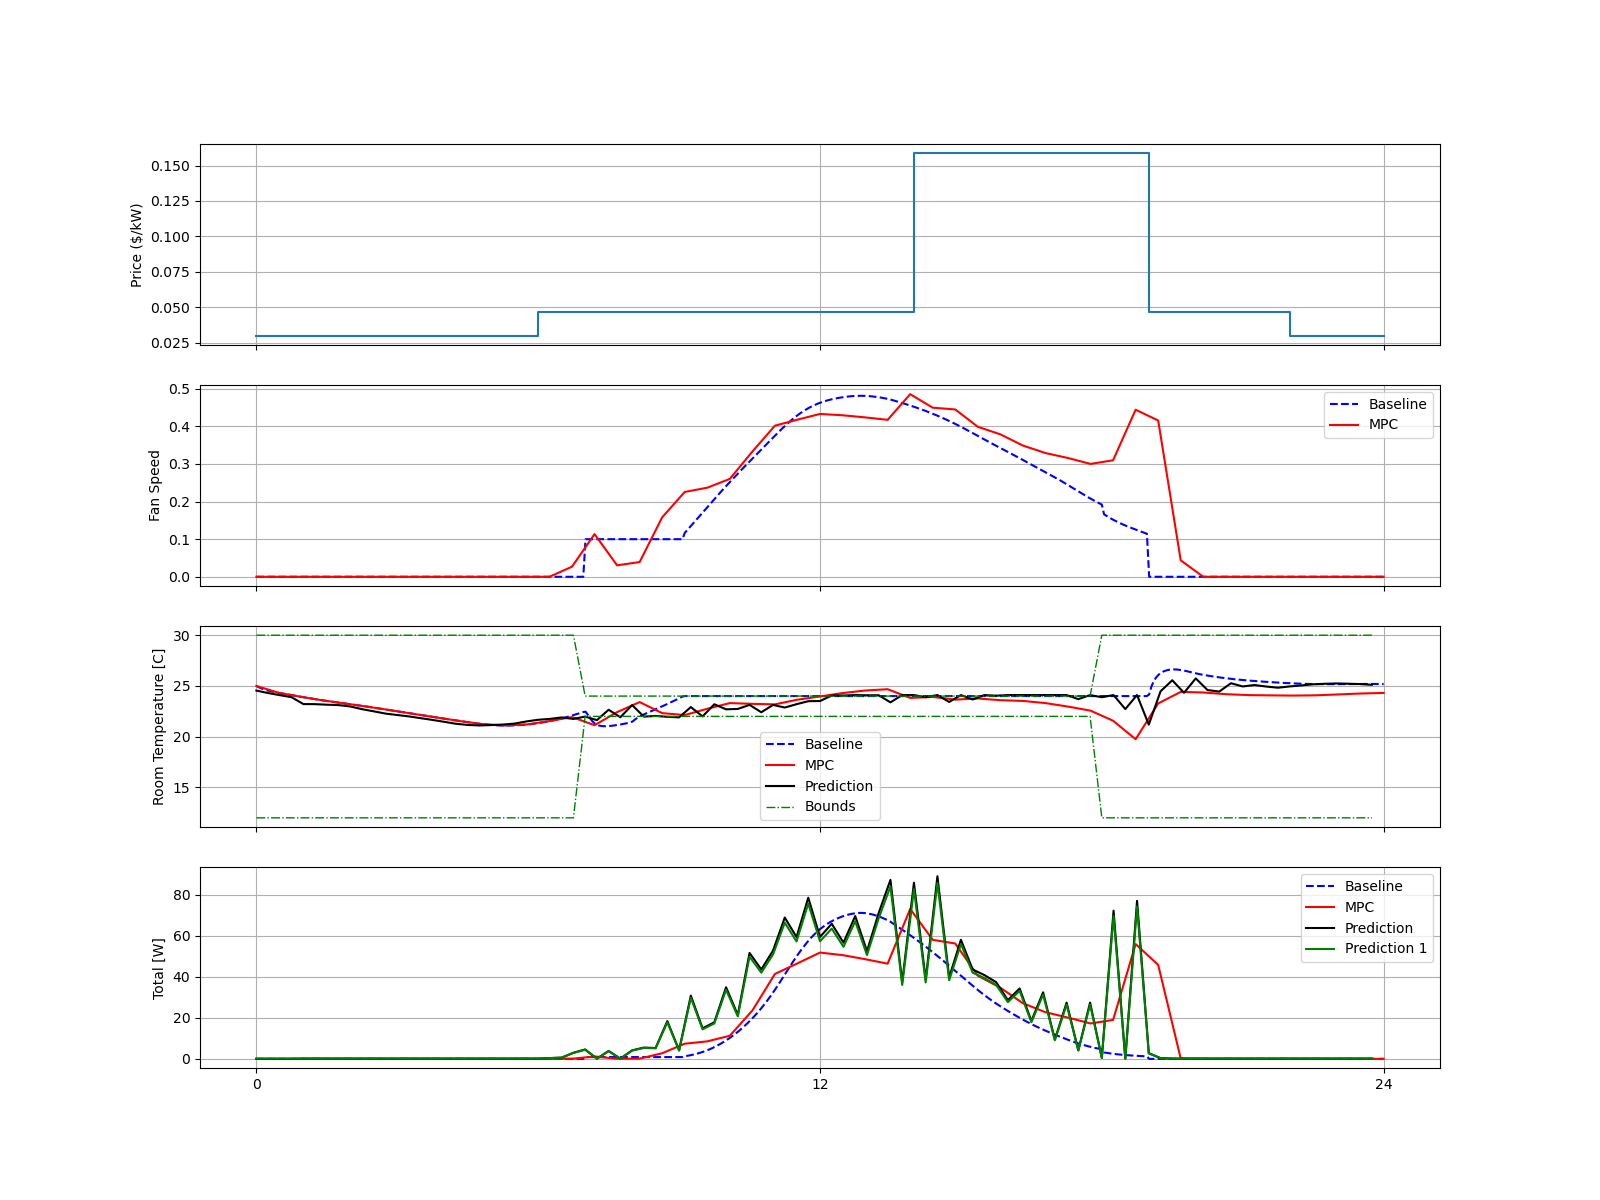 0.150
0.125
0.100
0.075
0.050
0.025
Price ($/kW)
0.5
0.4
0.3
0.2
0.1
0.0
Fan Speed
Baseline
MPC
30
25
20
15
Room Temperature [C]
Baseline
MPC
Prediction
Bounds
80
60
40
20
0
Total [W]
Baseline
MPC
Prediction
Prediction 1
0 12 24